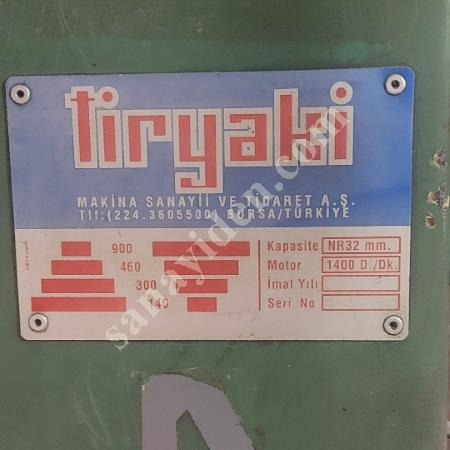 tiryaki
MAKİNA SANAYİİ VE TİCARET A.Ş.
Tlf:(224.3605500) BURSA/TÜRKİYE
900
460
300
140
Kapasite NR32 mm.
Motor 1400 D./Dk.
İmal Yılı
Seri No
sanayiden.com